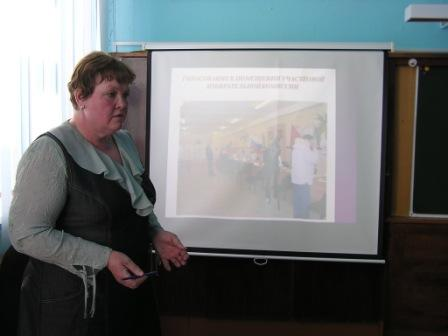 ГОЛОСОВАНИЕ В ПОМЕЩЕНИИ УЧАСТКОВОЙ
ИЗБИРАТЕЛЬНОЙ КОМИССИИ